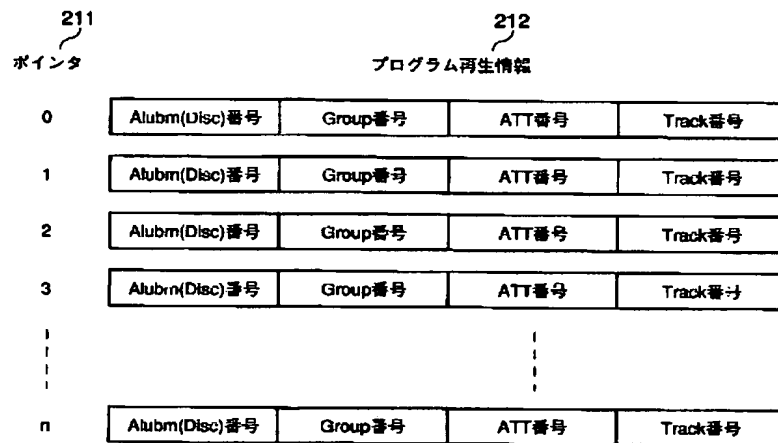 211 212
ポインタ プログラム再生情報
0 Alubm(Disc)番号 Group番号 ATT番号 Track番号
1 Alubm(Disc)番号 Group番号 ATT番号 Track番号
2 Alubm(Disc)番号 Group番号 ATT番号 Track番号
3 Alubm(Disc)番号 Group番号 ATT番号 Track番号
n Alubm(Disc)番号 Group番号 ATT番号 Track番号